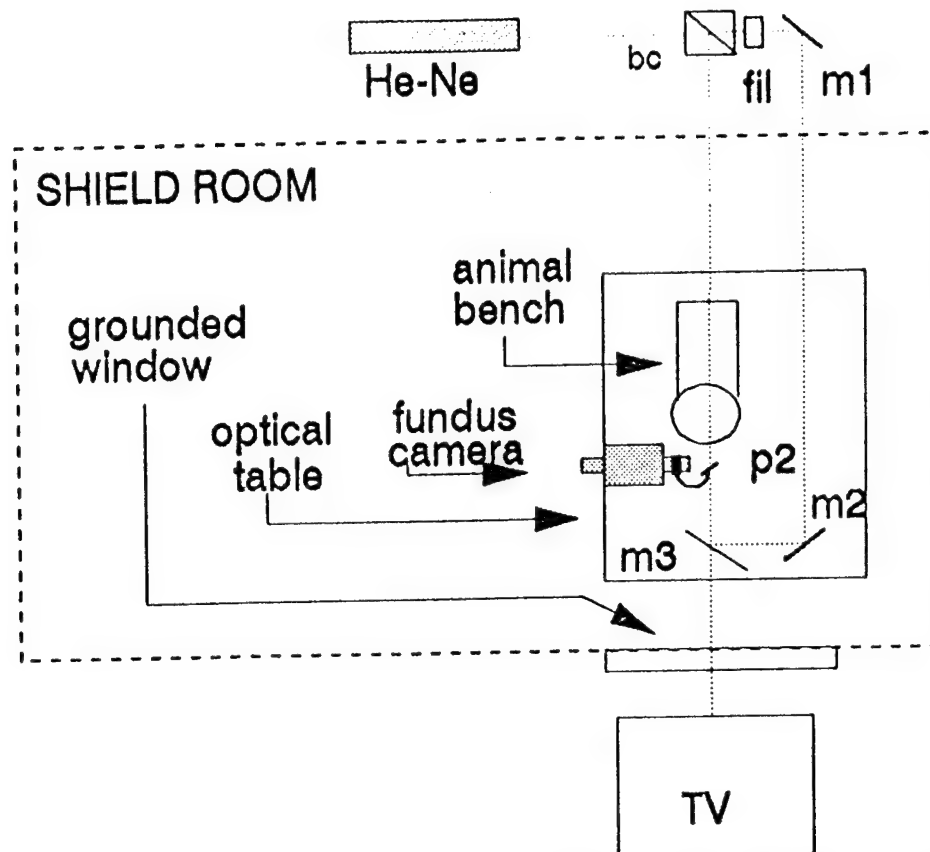 He-Ne
bc
fil
m1
SHIELD ROOM
animal
bench
grounded
window
fundus
camera
optical
table
p2
m2
m3
TV